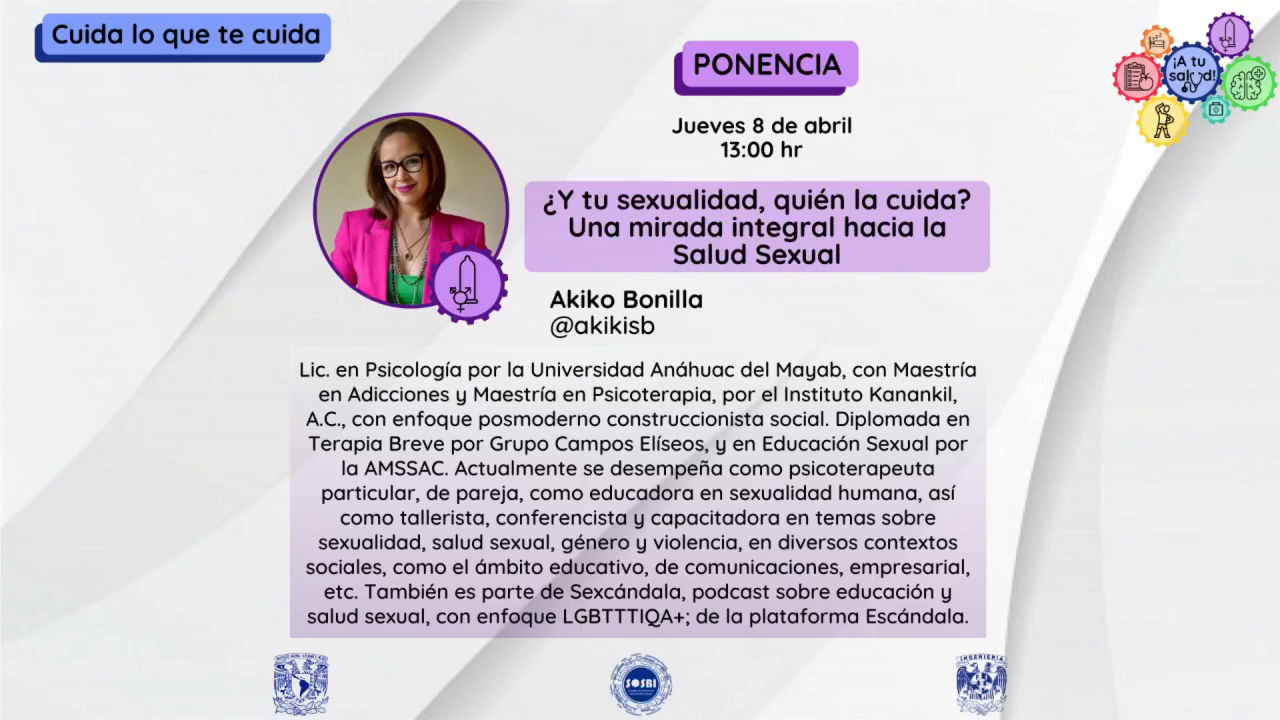 Cuida lo que te cuida
PONENCIA
¡A tu
salud!
Jueves 8 de abril
13:00 hr
¿Y tu sexualidad, quién la cuida?
Una mirada integral hacia la
Salud Sexual
Akiko Bonilla
@akikisb
Lic. en Psicología por la Universidad Anáhuac del Mayab, con Maestría
en Adicciones y Maestría en Psicoterapia, por el Instituto Kanankil,
A.C., con enfoque posmoderno construccionista social. Diplomada en
Terapia Breve por Grupo Campos Elíseos, y en Educación Sexual por
la AMSSAC. Actualmente se desempeña como psicoterapeuta
particular, de pareja, como educadora en sexualidad humana, así
como tallerista, conferencista y capacitadora en temas sobre
sexualidad, salud sexual, género y violencia, en diversos contextos
sociales, como el ámbito educativo, de comunicaciones, empresarial,
etc. También es parte de Sexcándala, podcast sobre educación y
salud sexual, con enfoque LGBTTTIQA+; de la plataforma Escándala.
SOSBI
INGENIERIA